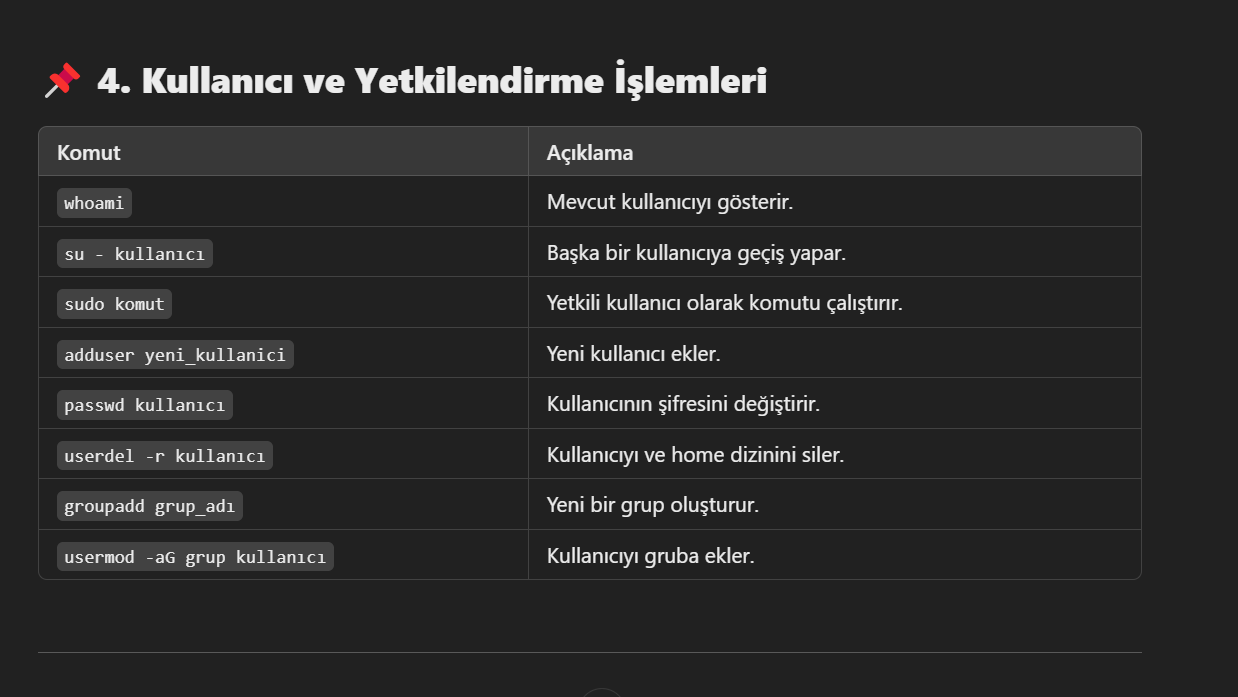 📌 4. Kullanıcı ve Yetkilendirme İşlemleri
Komut Açıklama
whoami Mevcut kullanıcıyı gösterir.
su - kullanıcı Başka bir kullanıcıya geçiş yapar.
sudo komut Yetkili kullanıcı olarak komutu çalıştırır.
adduser yeni_kullanici Yeni kullanıcı ekler.
passwd kullanıcı Kullanıcının şifresini değiştirir.
userdel -r kullanıcı Kullanıcıyı ve home dizinini siler.
groupadd grup_adı Yeni bir grup oluşturur.
usermod -aG grup kullanıcı Kullanıcıyı gruba ekler.